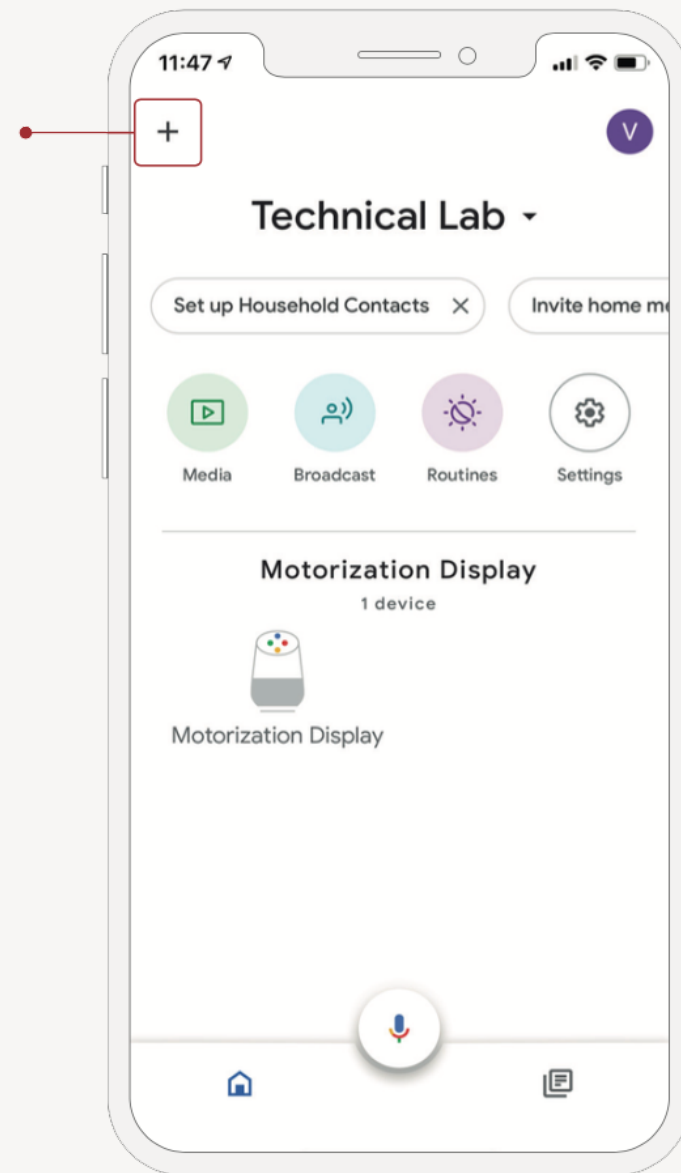 11:47
+
V
Technical Lab
Set up Household Contacts
Invite home me
Media
Broadcast
Routines
Settings
Motorization Display
1 device
Motorization Display